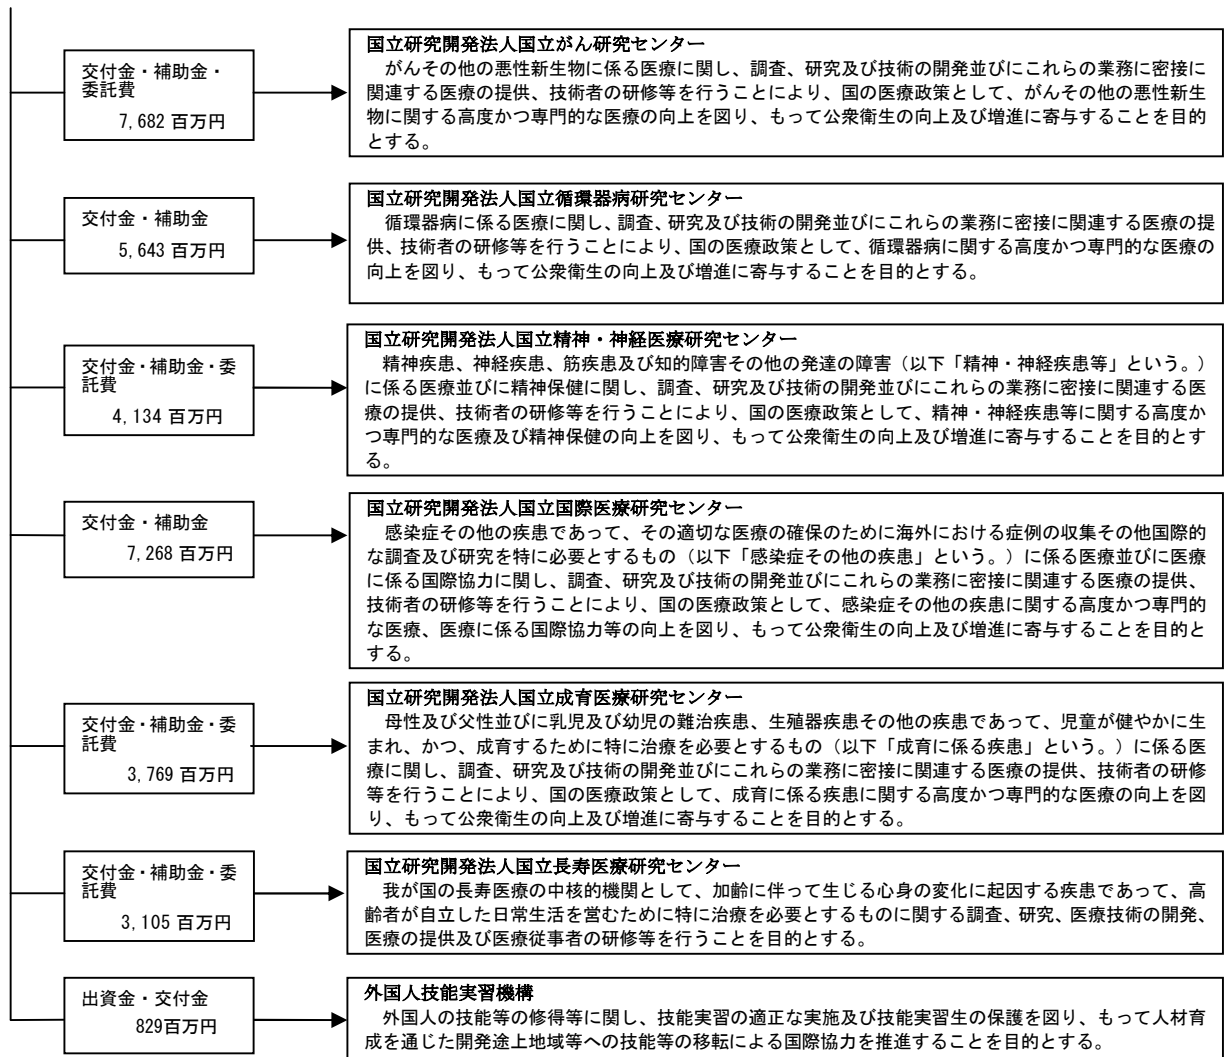 交付金・補助金・
委託費
7,682 百万円
国立研究開発法人国立がん研究センター
がんその他の悪性新生物に係る医療に関し、調査、研究及び技術の開発並びにこれらの業務に密接に
関連する医療の提供、技術者の研修等を行うことにより、国の医療政策として、がんその他の悪性新生
物に関する高度かつ専門的な医療の向上を図り、もって公衆衛生の向上及び増進に寄与することを目的
とする。
交付金・補助金
5,643 百万円
国立研究開発法人国立循環器病研究センター
循環器病に係る医療に関し、調査、研究及び技術の開発並びにこれらの業務に密接に関連する医療の提
供、技術者の研修等を行うことにより、国の医療政策として、循環器病に関する高度かつ専門的な医療の
向上を図り、もって公衆衛生の向上及び増進に寄与することを目的とする。
交付金・補助金・委
託費
4,134 百万円
国立研究開発法人国立精神・神経医療研究センター
精神疾患、神経疾患、筋疾患及び知的障害その他の発達の障害（以下「精神・神経疾患等」という。）
に係る医療並びに精神保健に関し、調査、研究及び技術の開発並びにこれらの業務に密接に関連する医
療の提供、技術者の研修等を行うことにより、国の医療政策として、精神・神経疾患等に関する高度か
つ専門的な医療及び精神保健の向上を図り、もって公衆衛生の向上及び増進に寄与することを目的とす
る。
交付金・補助金
7,268 百万円
国立研究開発法人国立国際医療研究センター
感染症その他の疾患であって、その適切な医療の確保のために海外における症例の収集その他国際的
な調査及び研究を特に必要とするもの（以下「感染症その他の疾患」という。）に係る医療並びに医療
に係る国際協力に関し、調査、研究及び技術の開発並びにこれらの業務に密接に関連する医療の提供、
技術者の研修等を行うことにより、国の医療政策として、感染症その他の疾患に関する高度かつ専門的
な医療、医療に係る国際協力等の向上を図り、もって公衆衛生の向上及び増進に寄与することを目的と
する。
交付金・補助金・委
託費
3,769 百万円
国立研究開発法人国立成育医療研究センター
母性及び父性並びに乳児及び幼児の難治疾患、生殖器疾患その他の疾患であって、児童が健やかに生
まれ、かつ、成育するために特に治療を必要とするもの（以下「成育に係る疾患」という。）に係る医
療に関し、調査、研究及び技術の開発並びにこれらの業務に密接に関連する医療の提供、技術者の研修
等を行うことにより、国の医療政策として、成育に係る疾患に関する高度かつ専門的な医療の向上を図
り、もって公衆衛生の向上及び増進に寄与することを目的とする。
交付金・補助金・委
託費
3,105 百万円
国立研究開発法人国立長寿医療研究センター
我が国の長寿医療の中核的機関として、加齢に伴って生じる心身の変化に起因する疾患であって、高
齢者が自立した日常生活を営むために特に治療を必要とするものに関する調査、研究、医療技術の開発、
医療の提供及び医療従事者の研修等を行うことを目的とする。
出資金・交付金
829百万円
外国人技能実習機構
外国人の技能等の修得等に関し、技能実習の適正な実施及び技能実習生の保護を図り、もって人材育
成を通じた開発途上地域等への技能等の移転による国際協力を推進することを目的とする。